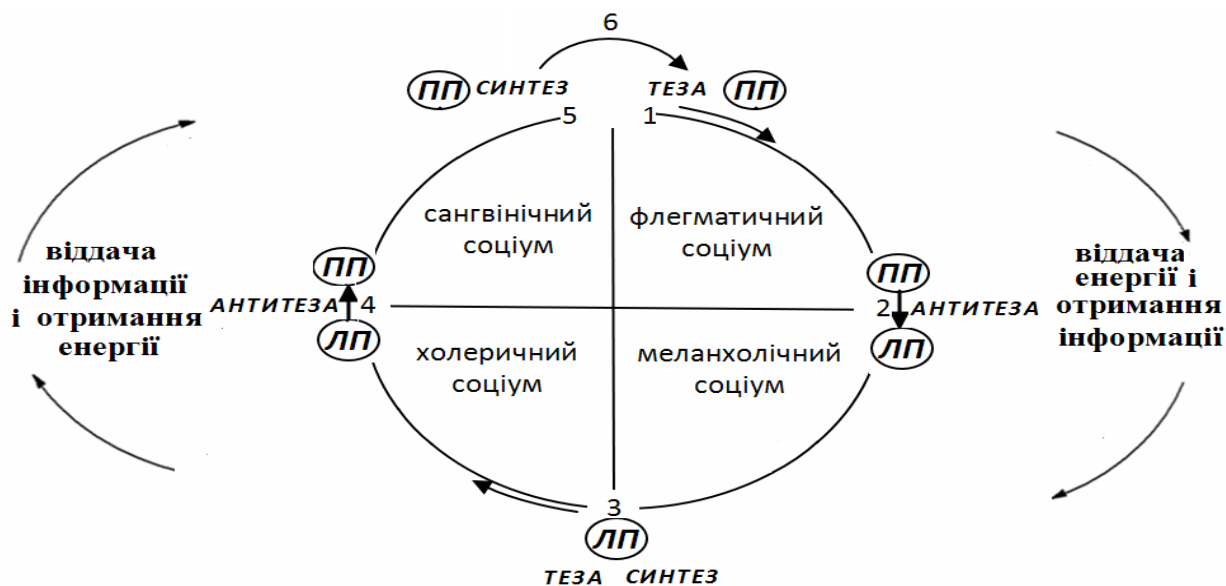 6
ПП СИНТЕЗ ТЕЗА ПП
5 1
сангвінічний
соціум
флегматичний
соціум
віддача
інформації
і отримання
енергії
ПП
АНТИТЕЗА 4
ЛП
ПП
2 АНТИТЕЗА
ЛП
віддача
енергії і
отримання
інформації
холеричний
соціум
меланхолічний
соціум
3
ЛП
ТЕЗА СИНТЕЗ